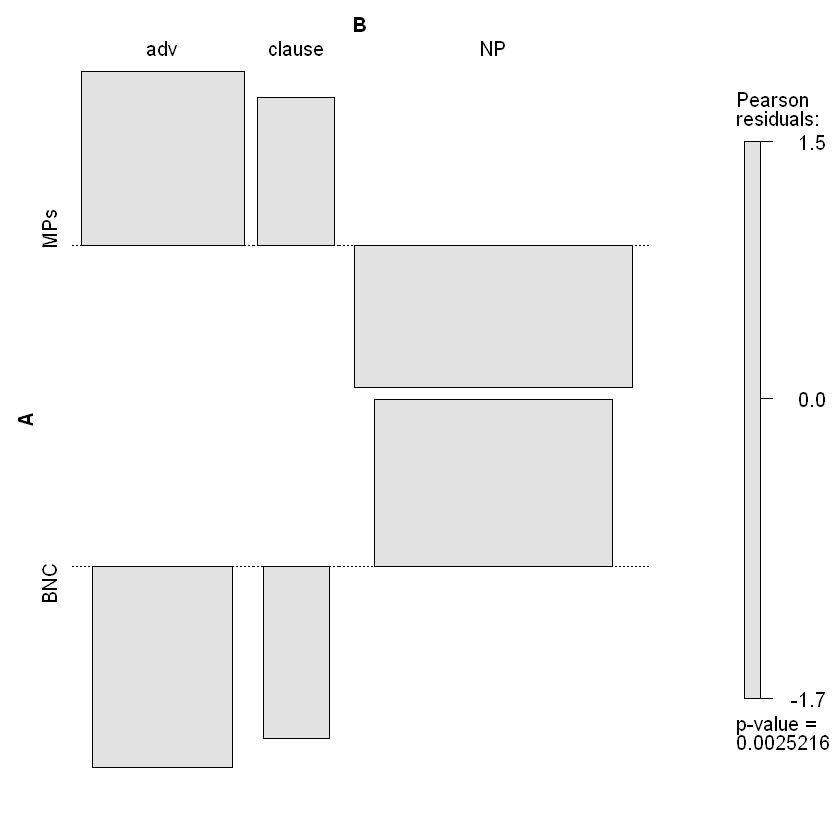 B
adv clause NP
Pearson
residuals:
1.5
MPs
0.0
A
BNC
-1.7
p-value =
0.0025216